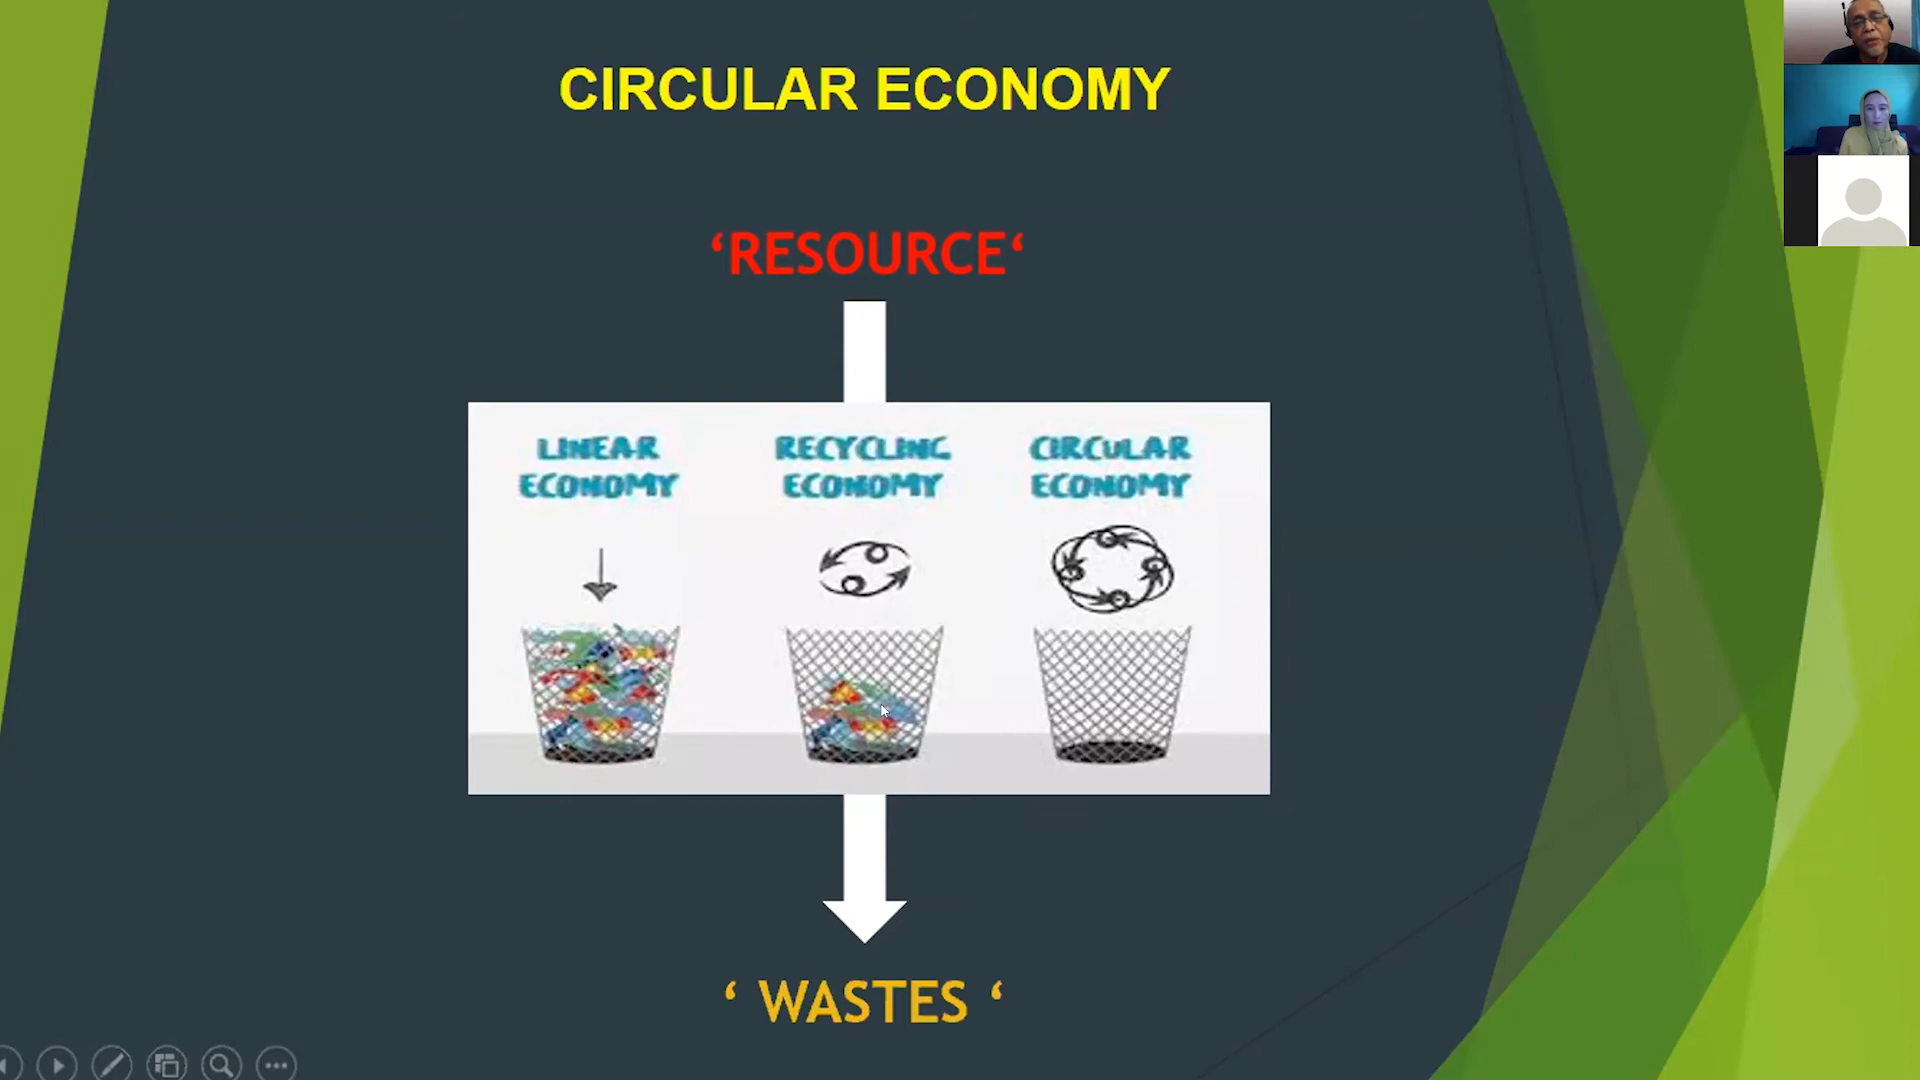 CIRCULAR ECONOMY
‘RESOURCE‘
LINEAR
ECONOMY
RECYCLING
ECONOMY
CIRCULAR
ECONOMY
‘ WASTES ‘